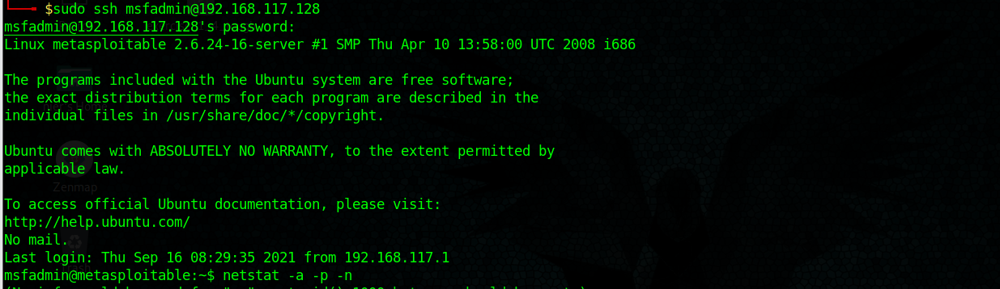 $sudo ssh msfadmin@192.168.117.128
msfadmin@192.168.117.128's password:
Linux metasploitable 2.6.24-16-server #1 SMP Thu Apr 10 13:58:00 UTC 2008 i686
The programs included with the Ubuntu system are free software;
the exact distribution terms for each program are described in the
individual files in /usr/share/doc/*/copyright.
Ubuntu comes with ABSOLUTELY NO WARRANTY, to the extent permitted by
applicable law.
Zenmap
To access official Ubuntu documentation, please visit:
http://help.ubuntu.com/
No mail.
Last login: Thu Sep 16 08:29:35 2021 from 192.168.117.1
msfadmin@metasploitable:~$ netstat -a -p -n